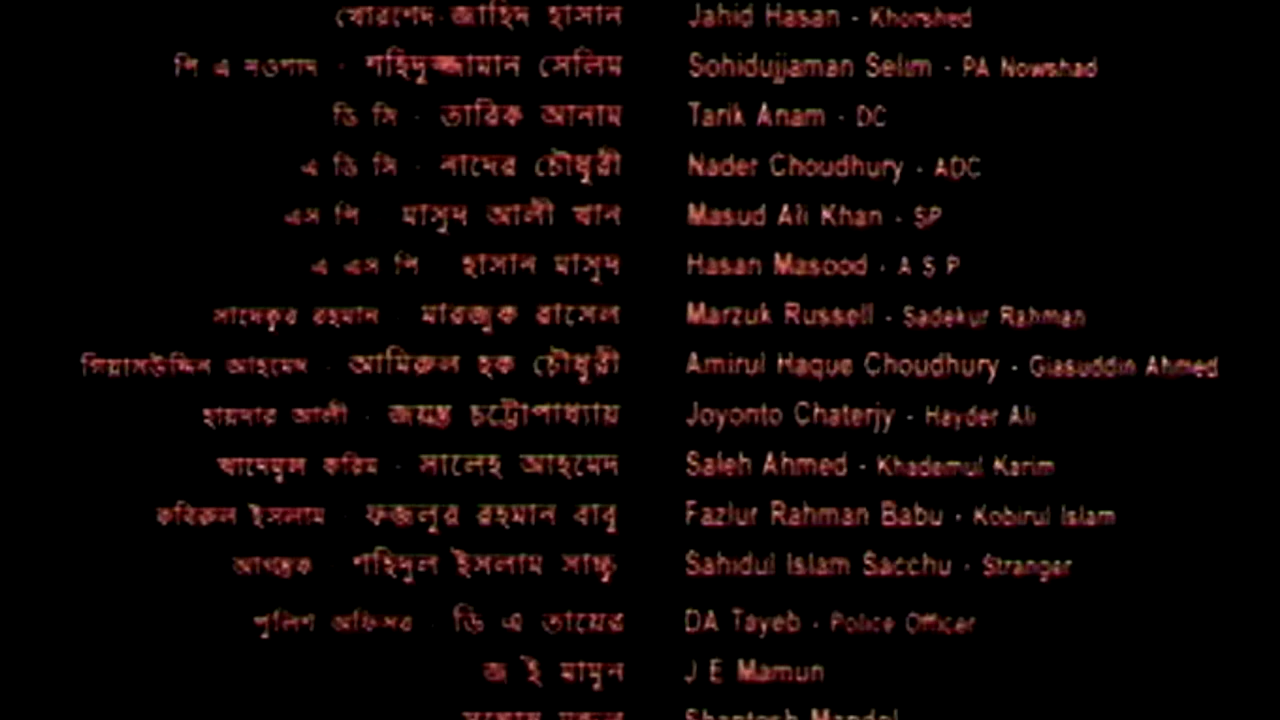 খোরশেদ - জাহিদ হাসান Jahid Hasan - Khorshed
পি এ নওশাদ - শহিদুজ্জামান সেলিম Sohidujjaman Selim - PA Nowshad
ডি সি - তারিক আনাম Tarik Anam - DC
এ ডি সি - নাদের চৌধুরী Nader Choudhury - ADC
এস পি মাসুদ আলী খান Masud Ali Khan - SP
এ এস পি হাসান মাসুদ Hasan Masood - A S P
সাদেকুর রহমান - মারজুক রাসেল Marzuk Russell - Sadekur Rahman
গিয়াসউদ্দিন আহমেদ - আমিরুল হক চৌধুরী Amirul Haque Choudhury - Giasuddin Ahmed
হায়দার আলী - জয়ন্ত চট্টোপাধ্যায় Joyonto Chaterjy - Hayder Ali
খাদেমুল করিম - সালেহ আহমেদ Saleh Ahmed - Khademul Karim
কবিরুল ইসলাম - ফজলুর রহমান বাবু Fazlur Rahman Babu - Kobirul Islam
আগন্তুক শহিদুল ইসলাম সাচ্চু Sahidul Islam Sacchu - Stranger
পুলিশ অফিসার - ডি এ তায়েব DA Tayeb - Police Officer
জ ই মামুন J E Mamun
Shantosh Mandol